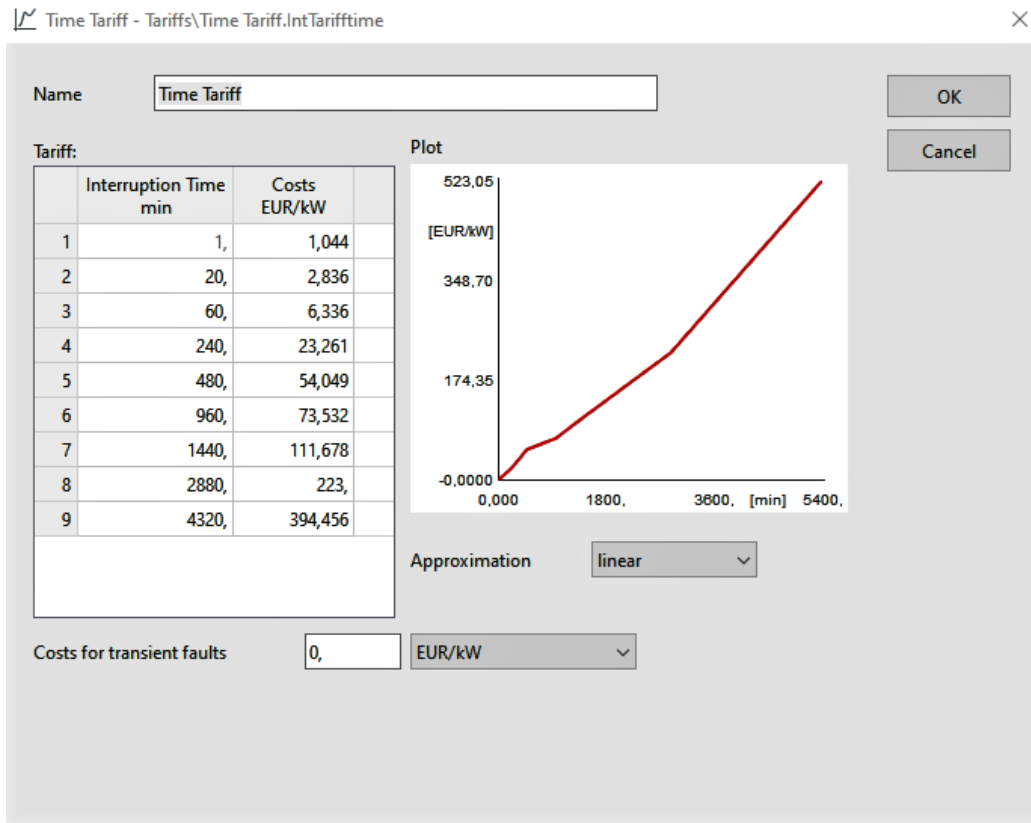 Time Tariff - Tariffs\Time Tariff.IntTarifftime
Name Time Tariff OK
Cancel
Tariff: Plot
Interruption Time min Costs EUR/kW
1 1, 1,044
2 20, 2,836
3 60, 6,336
4 240, 23,261
5 480, 54,049
6 960, 73,532
7 1440, 111,678
8 2880, 223,
9 4320, 394,456
523,05
[EUR/kW]
348,70
174,35
-0,0000
0,000 1800, 3600, [min] 5400,
Approximation linear
Costs for transient faults 0, EUR/kW